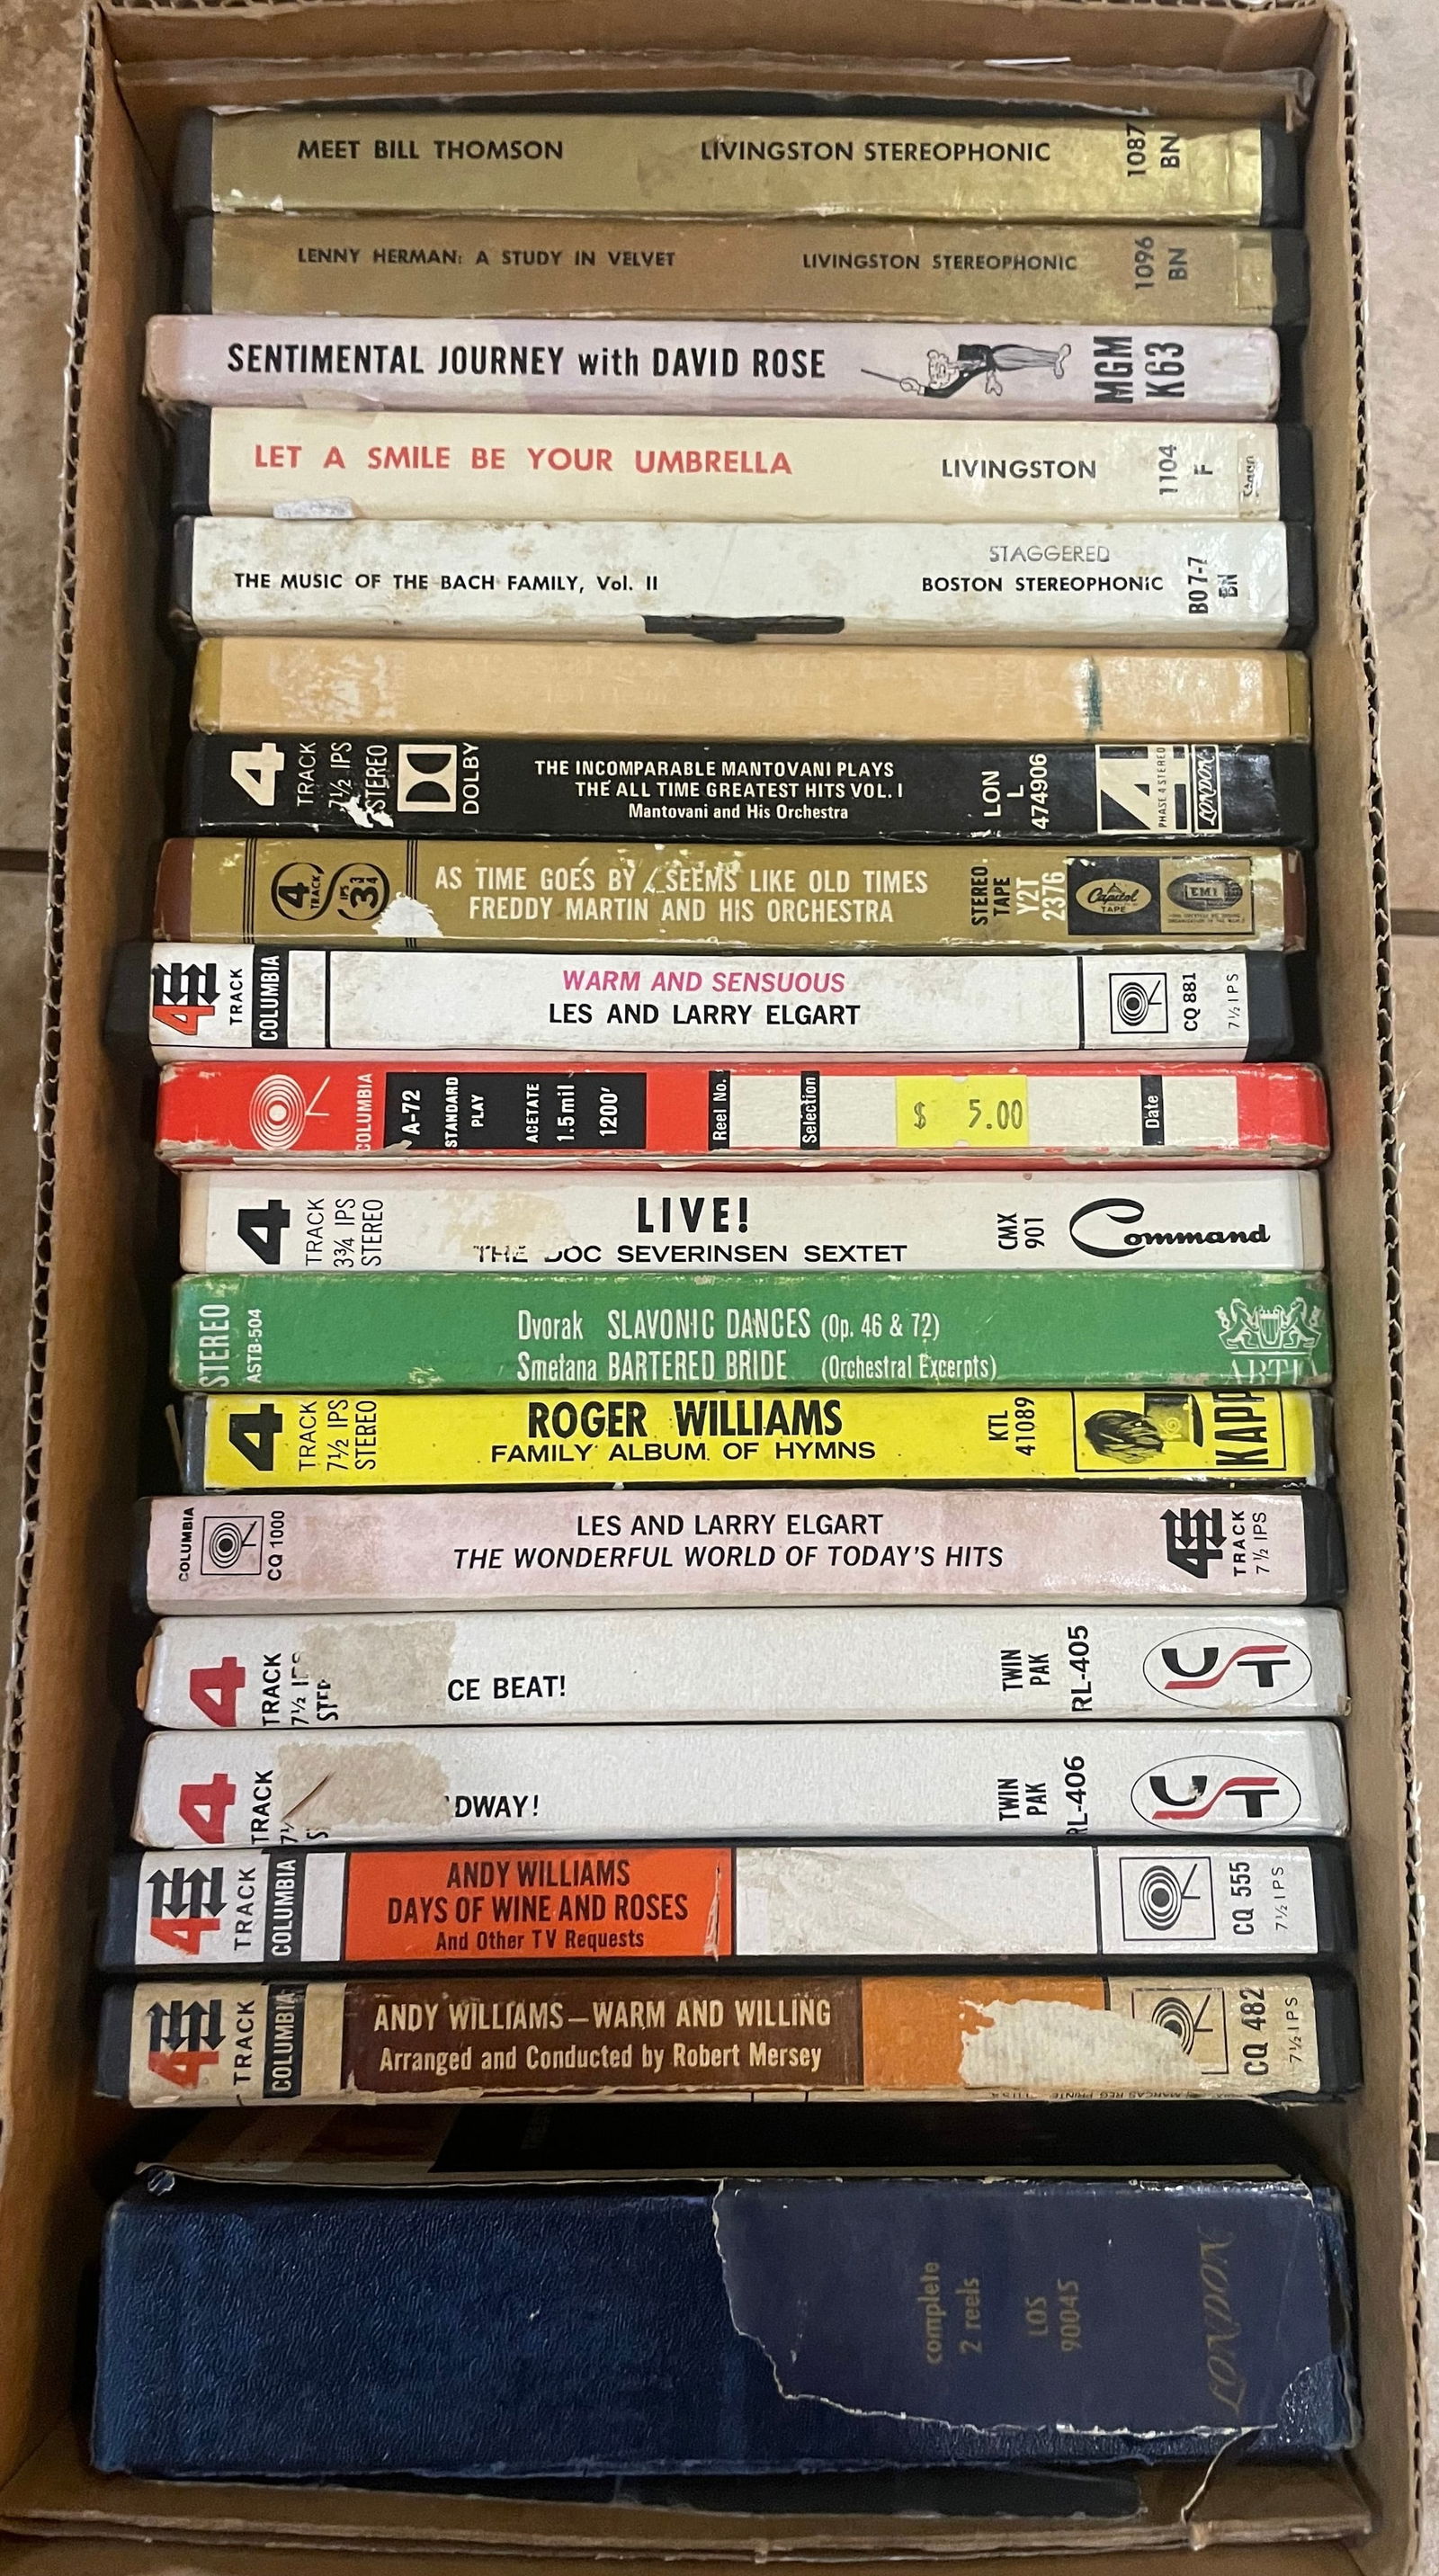 MEET BILL THOMSON LIVINGSTON STEREOPHONIC 1087 BN
LENNY HERMAN: A STUDY IN VELVET LIVINGSTON STEREOPHONIC 1096 BN
SENTIMENTAL JOURNEY with DAVID ROSE MGM K63
LET A SMILE BE YOUR UMBRELLA LIVINGSTON 1104 F
STAGGERED
THE MUSIC OF THE BACH FAMILY, Vol. II BOSTON STEREOPHONIC BO 7-7 BN
4 TRACK 7½ IPS STEREO DOLBY
THE INCOMPARABLE MANTOVANI PLAYS
THE ALL TIME GREATEST HITS VOL. I
Mantovani and His Orchestra
LON L 474906 4 PHASE 4 STEREO LONDON
4 TRACK IPS 3¾
AS TIME GOES BY / SEEMS LIKE OLD TIMES
FREDDY MARTIN AND HIS ORCHESTRA
STEREO TAPE Y2T 2376 Capitol TAPE EMI
4 TRACK COLUMBIA
WARM AND SENSUOUS
LES AND LARRY ELGART
CQ 881 7½ IPS
COLUMBIA A-72 STANDARD PLAY ACETATE 1.5 mil 1200' Reel No. Selection $ 5.00 Date
4 TRACK 3¾ IPS STEREO
LIVE!
THE DOC SEVERINSEN SEXTET
CMX 901 Command
STEREO ASTB-504
Dvorak SLAVONIC DANCES (Op. 46 & 72)
Smetana BARTERED BRIDE (Orchestral Excerpts)
ARTIA
4 TRACK 7½ IPS STEREO
ROGER WILLIAMS
FAMILY ALBUM OF HYMNS
KTL 41089 KAPP
COLUMBIA CQ 1000
LES AND LARRY ELGART
THE WONDERFUL WORLD OF TODAY'S HITS
4 TRACK 7½ IPS
4 TRACK 7½ IPS STER
CE BEAT!
TWIN PAK RL-405 UST
4 TRACK
DWAY!
TWIN PAK RL-406 UST
4 TRACK COLUMBIA
ANDY WILLIAMS
DAYS OF WINE AND ROSES
And Other TV Requests
CQ 555 7½ IPS
4 TRACK COLUMBIA
ANDY WILLIAMS—WARM AND WILLING
Arranged and Conducted by Robert Mersey
CQ 482 7½ IPS
complete 2 reels LOS 90045 LONDON